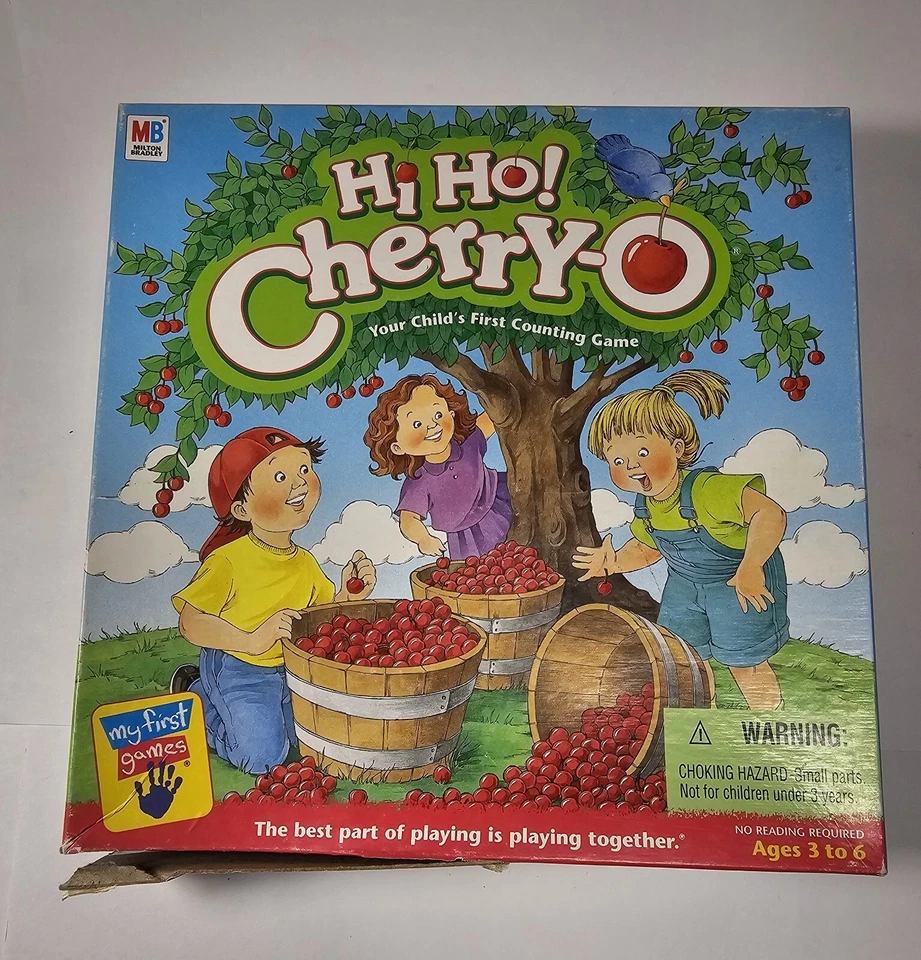 MB®
MILTON
BRADLEY
Hi Ho!
Cherry-O®
Your Child's First Counting Game
my first
games®
WARNING:
CHOKING HAZARD-Small parts.
Not for children under 3 years.
The best part of playing is playing together.®
NO READING REQUIRED
Ages 3 to 6